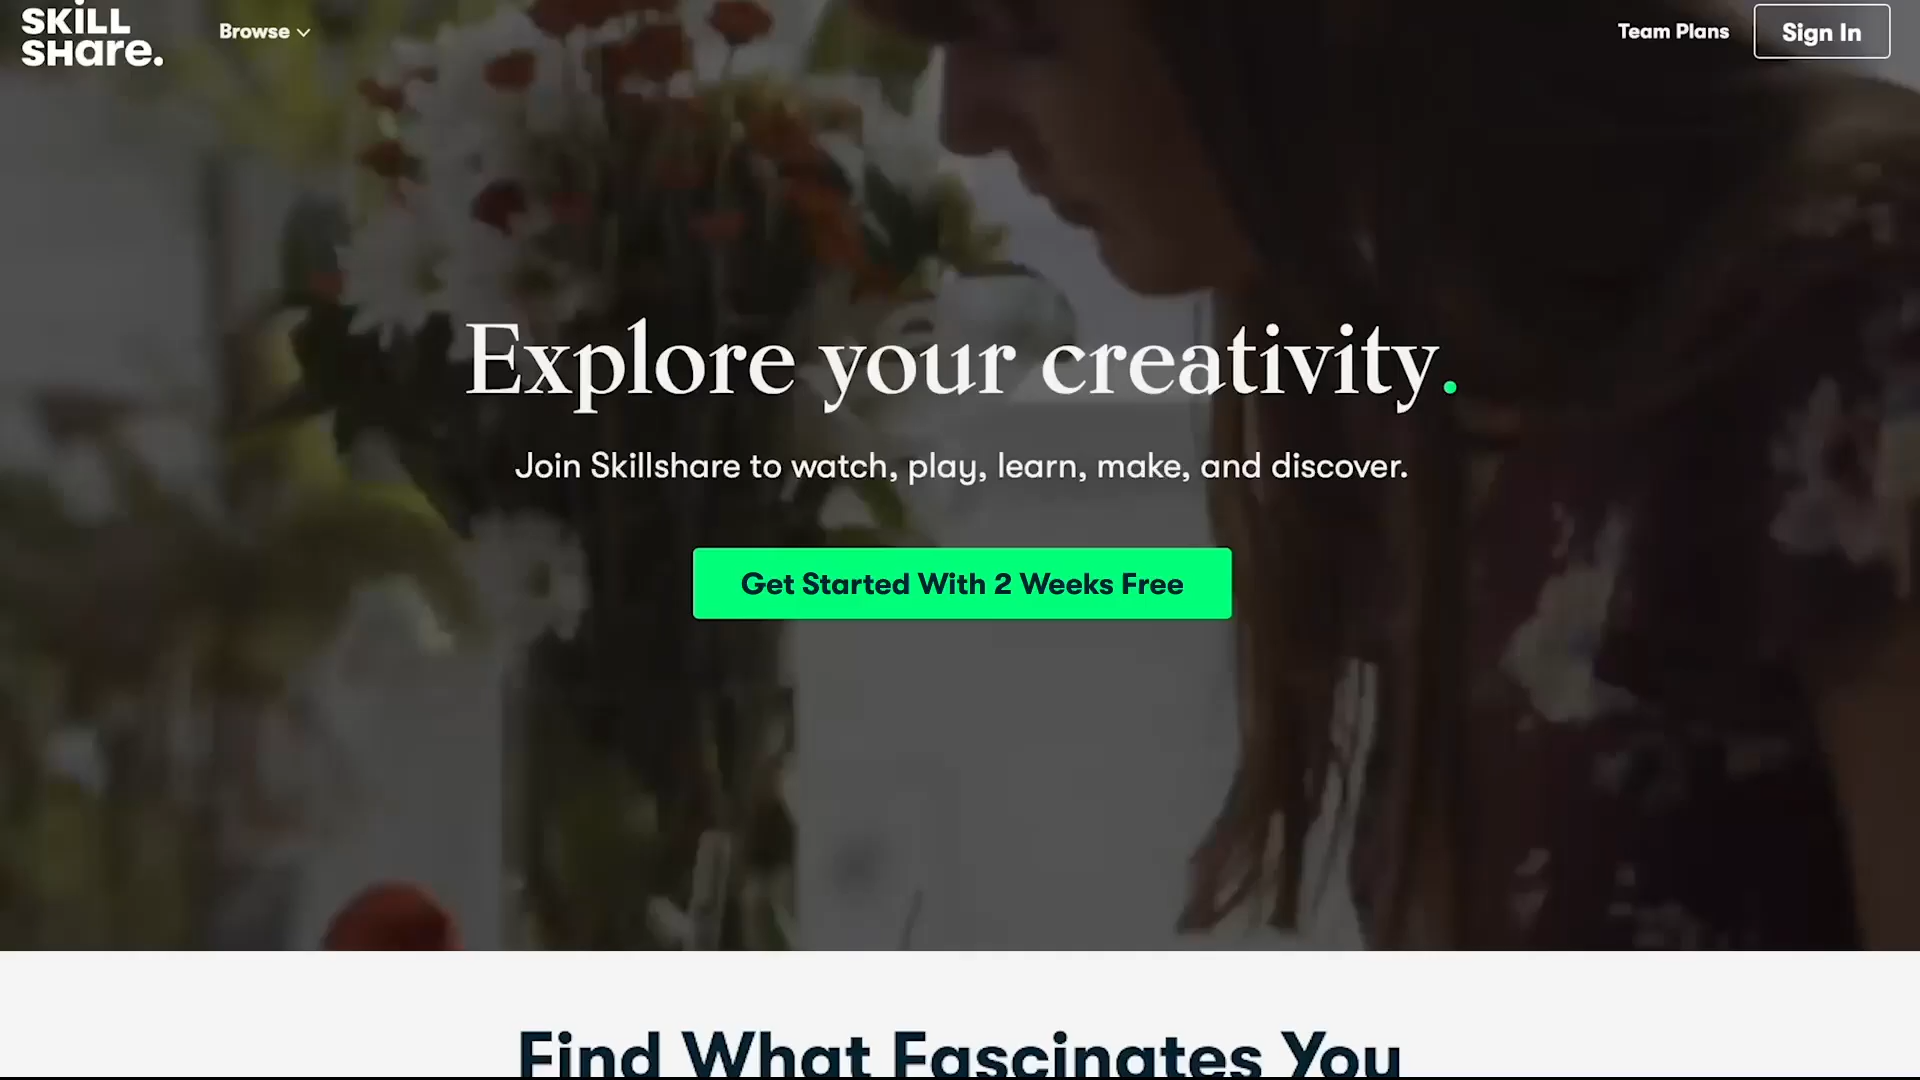 SKiLL
SHare.
Browse
Team Plans
Sign In
Explore your creativity.
Join Skillshare to watch, play, learn, make, and discover.
Get Started With 2 Weeks Free
Find What Fascinates You